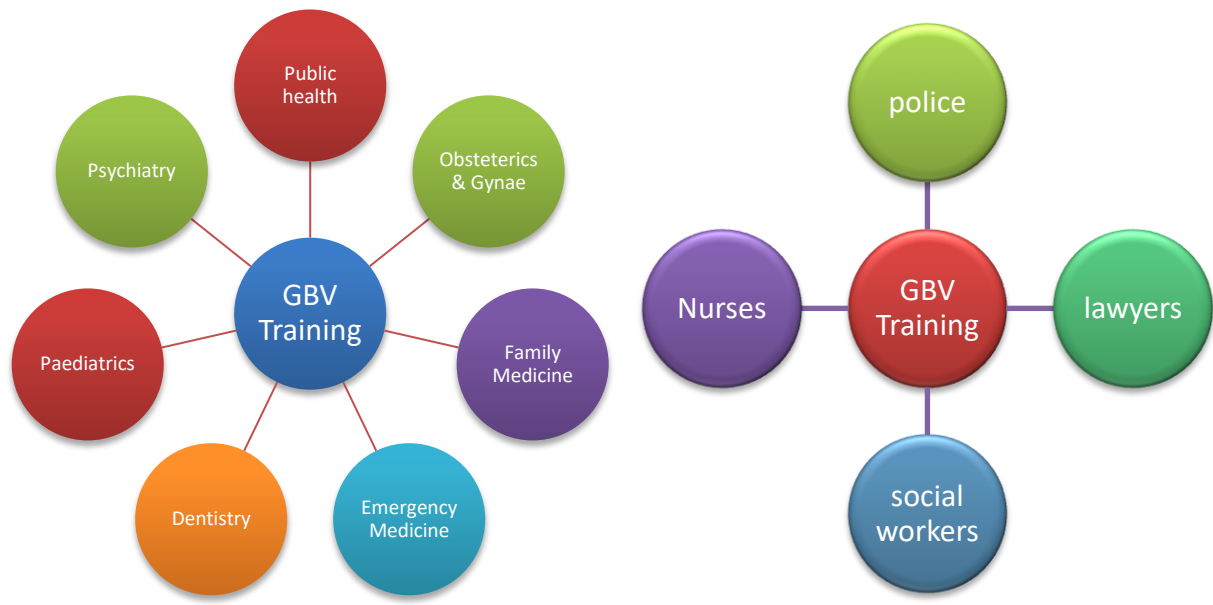 Public
health
Obsteterics
& Gynae
Family
Medicine
Emergency
Medicine
Dentistry
Paediatrics
Psychiatry
GBV
Training
police
lawyers
social
workers
Nurses
GBV
Training